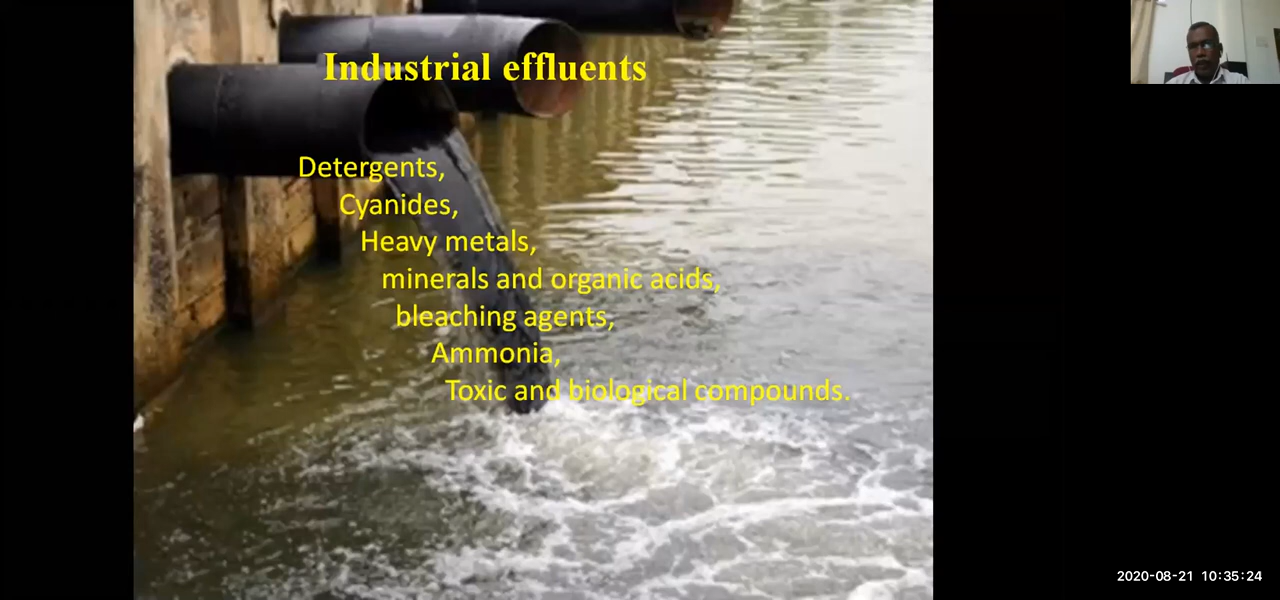 Industrial effluents
Detergents,
Cyanides,
Heavy metals,
minerals and organic acids,
bleaching agents,
Ammonia,
Toxic and biological compounds.
2020-08-21 10:35:24